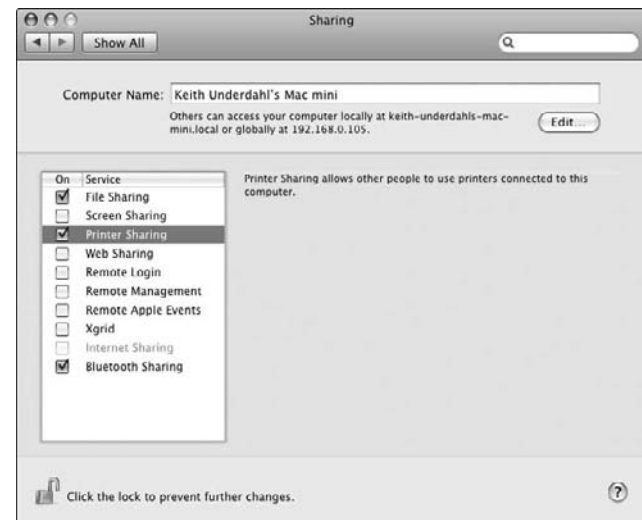 Sharing
Show All
Computer Name: Keith Underdahl's Mac mini
Others can access your computer locally at keith-underdahls-mac-
mini.local or globally at 192.168.0.105.
Edit...
On Service
File Sharing
Screen Sharing
Printer Sharing
Web Sharing
Remote Login
Remote Management
Remote Apple Events
Xgrid
Internet Sharing
Bluetooth Sharing
Printer Sharing allows other people to use printers connected to this
computer.
Click the lock to prevent further changes.
?